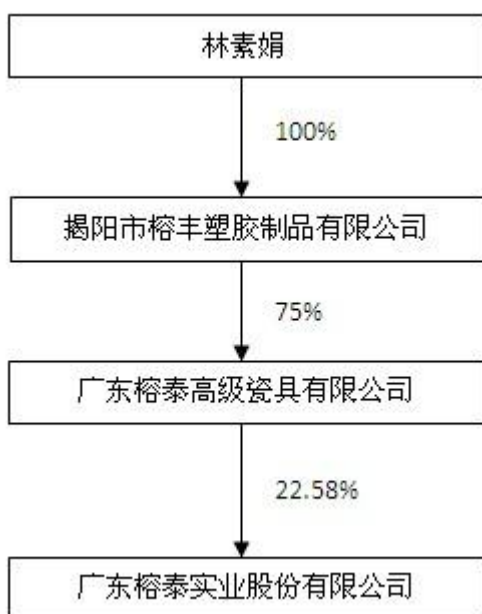 林素娟
100%
揭阳市榕丰塑胶制品有限公司
75%
广东榕泰高级瓷具有限公司
22.58%
广东榕泰实业股份有限公司